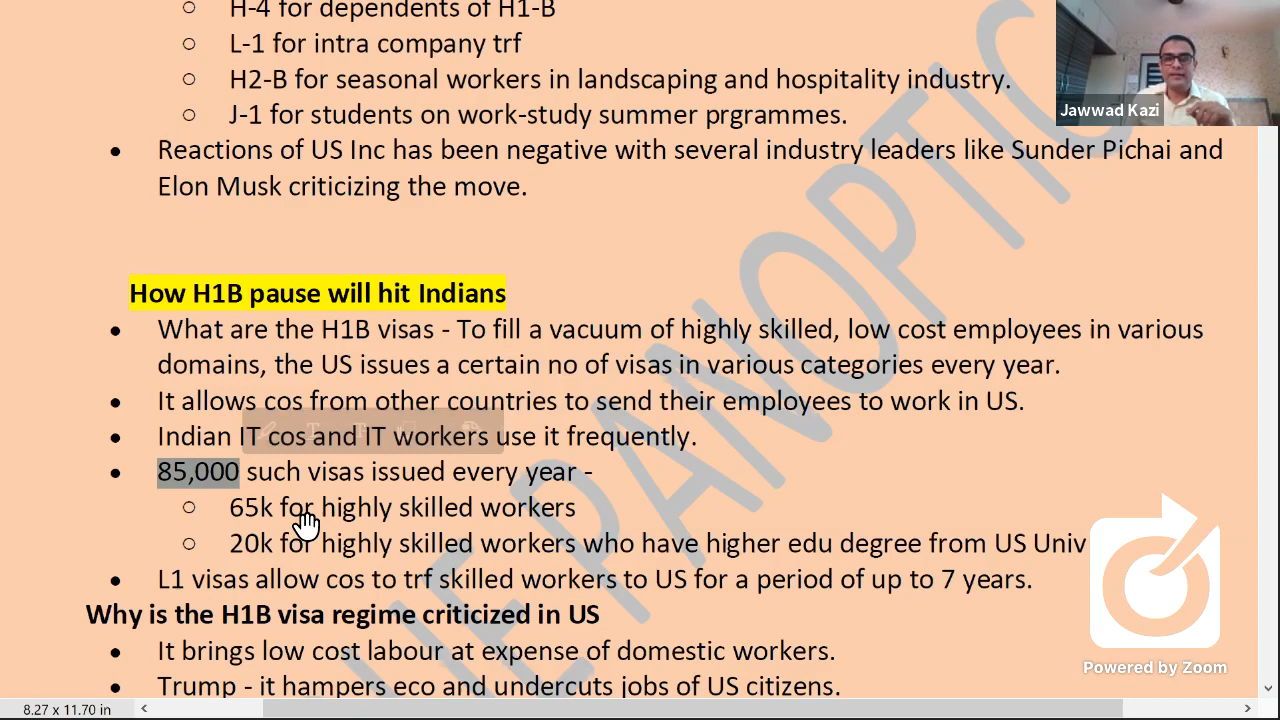 H-4 for dependents of H1-B
L-1 for intra company trf
H2-B for seasonal workers in landscaping and hospitality industry.
J-1 for students on work-study summer prgrammes.
Jawwad Kazi
Reactions of US Inc has been negative with several industry leaders like Sunder Pichai and
Elon Musk criticizing the move.
How H1B pause will hit Indians
What are the H1B visas - To fill a vacuum of highly skilled, low cost employees in various
domains, the US issues a certain no of visas in various categories every year.
It allows cos from other countries to send their employees to work in US.
Indian IT cos and IT workers use it frequently.
85,000 such visas issued every year -
65k for highly skilled workers
20k for highly skilled workers who have higher edu degree from US Univ
L1 visas allow cos to trf skilled workers to US for a period of up to 7 years.
Why is the H1B visa regime criticized in US
It brings low cost labour at expense of domestic workers.
Trump - it hampers eco and undercuts jobs of US citizens.
PANOPTIC
Powered by Zoom
8.27 x 11.70 in